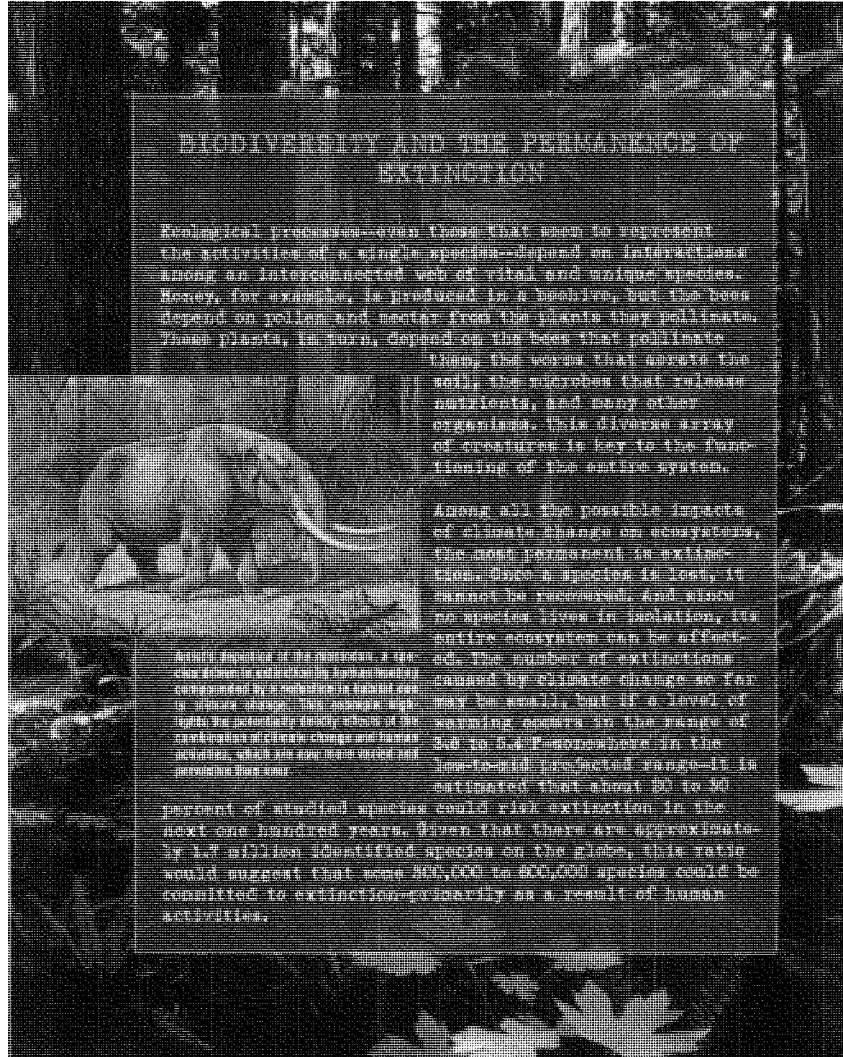 BIODIVERSITY AND THE PERMANENCE OF
EXTINCTION
Ecological processes--even those that seem to represent
the activities of a single species--depend on interactions
among an interconnected web of vital and unique species.
Honey, for example, is produced in a beehive, but the bees
depend on pollen and nectar from the plants they pollinate.
These plants, in turn, depend on the bees that pollinate
them, the worms that aerate the
soil, the microbes that release
nutrients, and many other
organisms. This diverse array
of creatures is key to the func-
tioning of the entire system.
Among all the possible impacts
of climate change on ecosystems,
the most permanent is extinc-
tion. Once a species is lost, it
cannot be recovered. And since
no species lives in isolation, its
entire ecosystem can be affect-
ed. The number of extinctions
caused by climate change so far
may be small, but if a level of
warming occurs in the range of
3.6 to 5.4 F-somewhere in the
low-to-mid projected range-it is
estimated that about 20 to 30
percent of studied species could risk extinction in the
next one hundred years. Given that there are approximate-
ly 1.7 million identified species on the globe, this ratio
would suggest that some 300,000 to 600,000 species could be
committed to extinction-primarily as a result of human
activities.